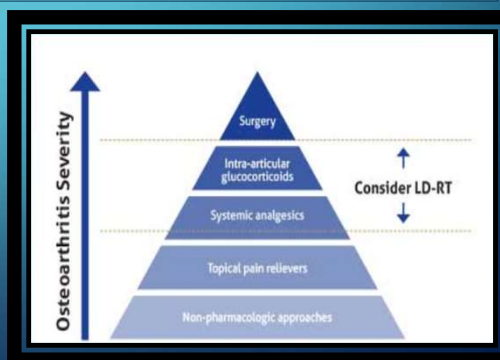 Osteoarthritis Severity
Surgery
Intra-articular
glucocorticoids
Consider LD-RT
Systemic analgesics
Topical pain relievers
Non-pharmacologic approaches